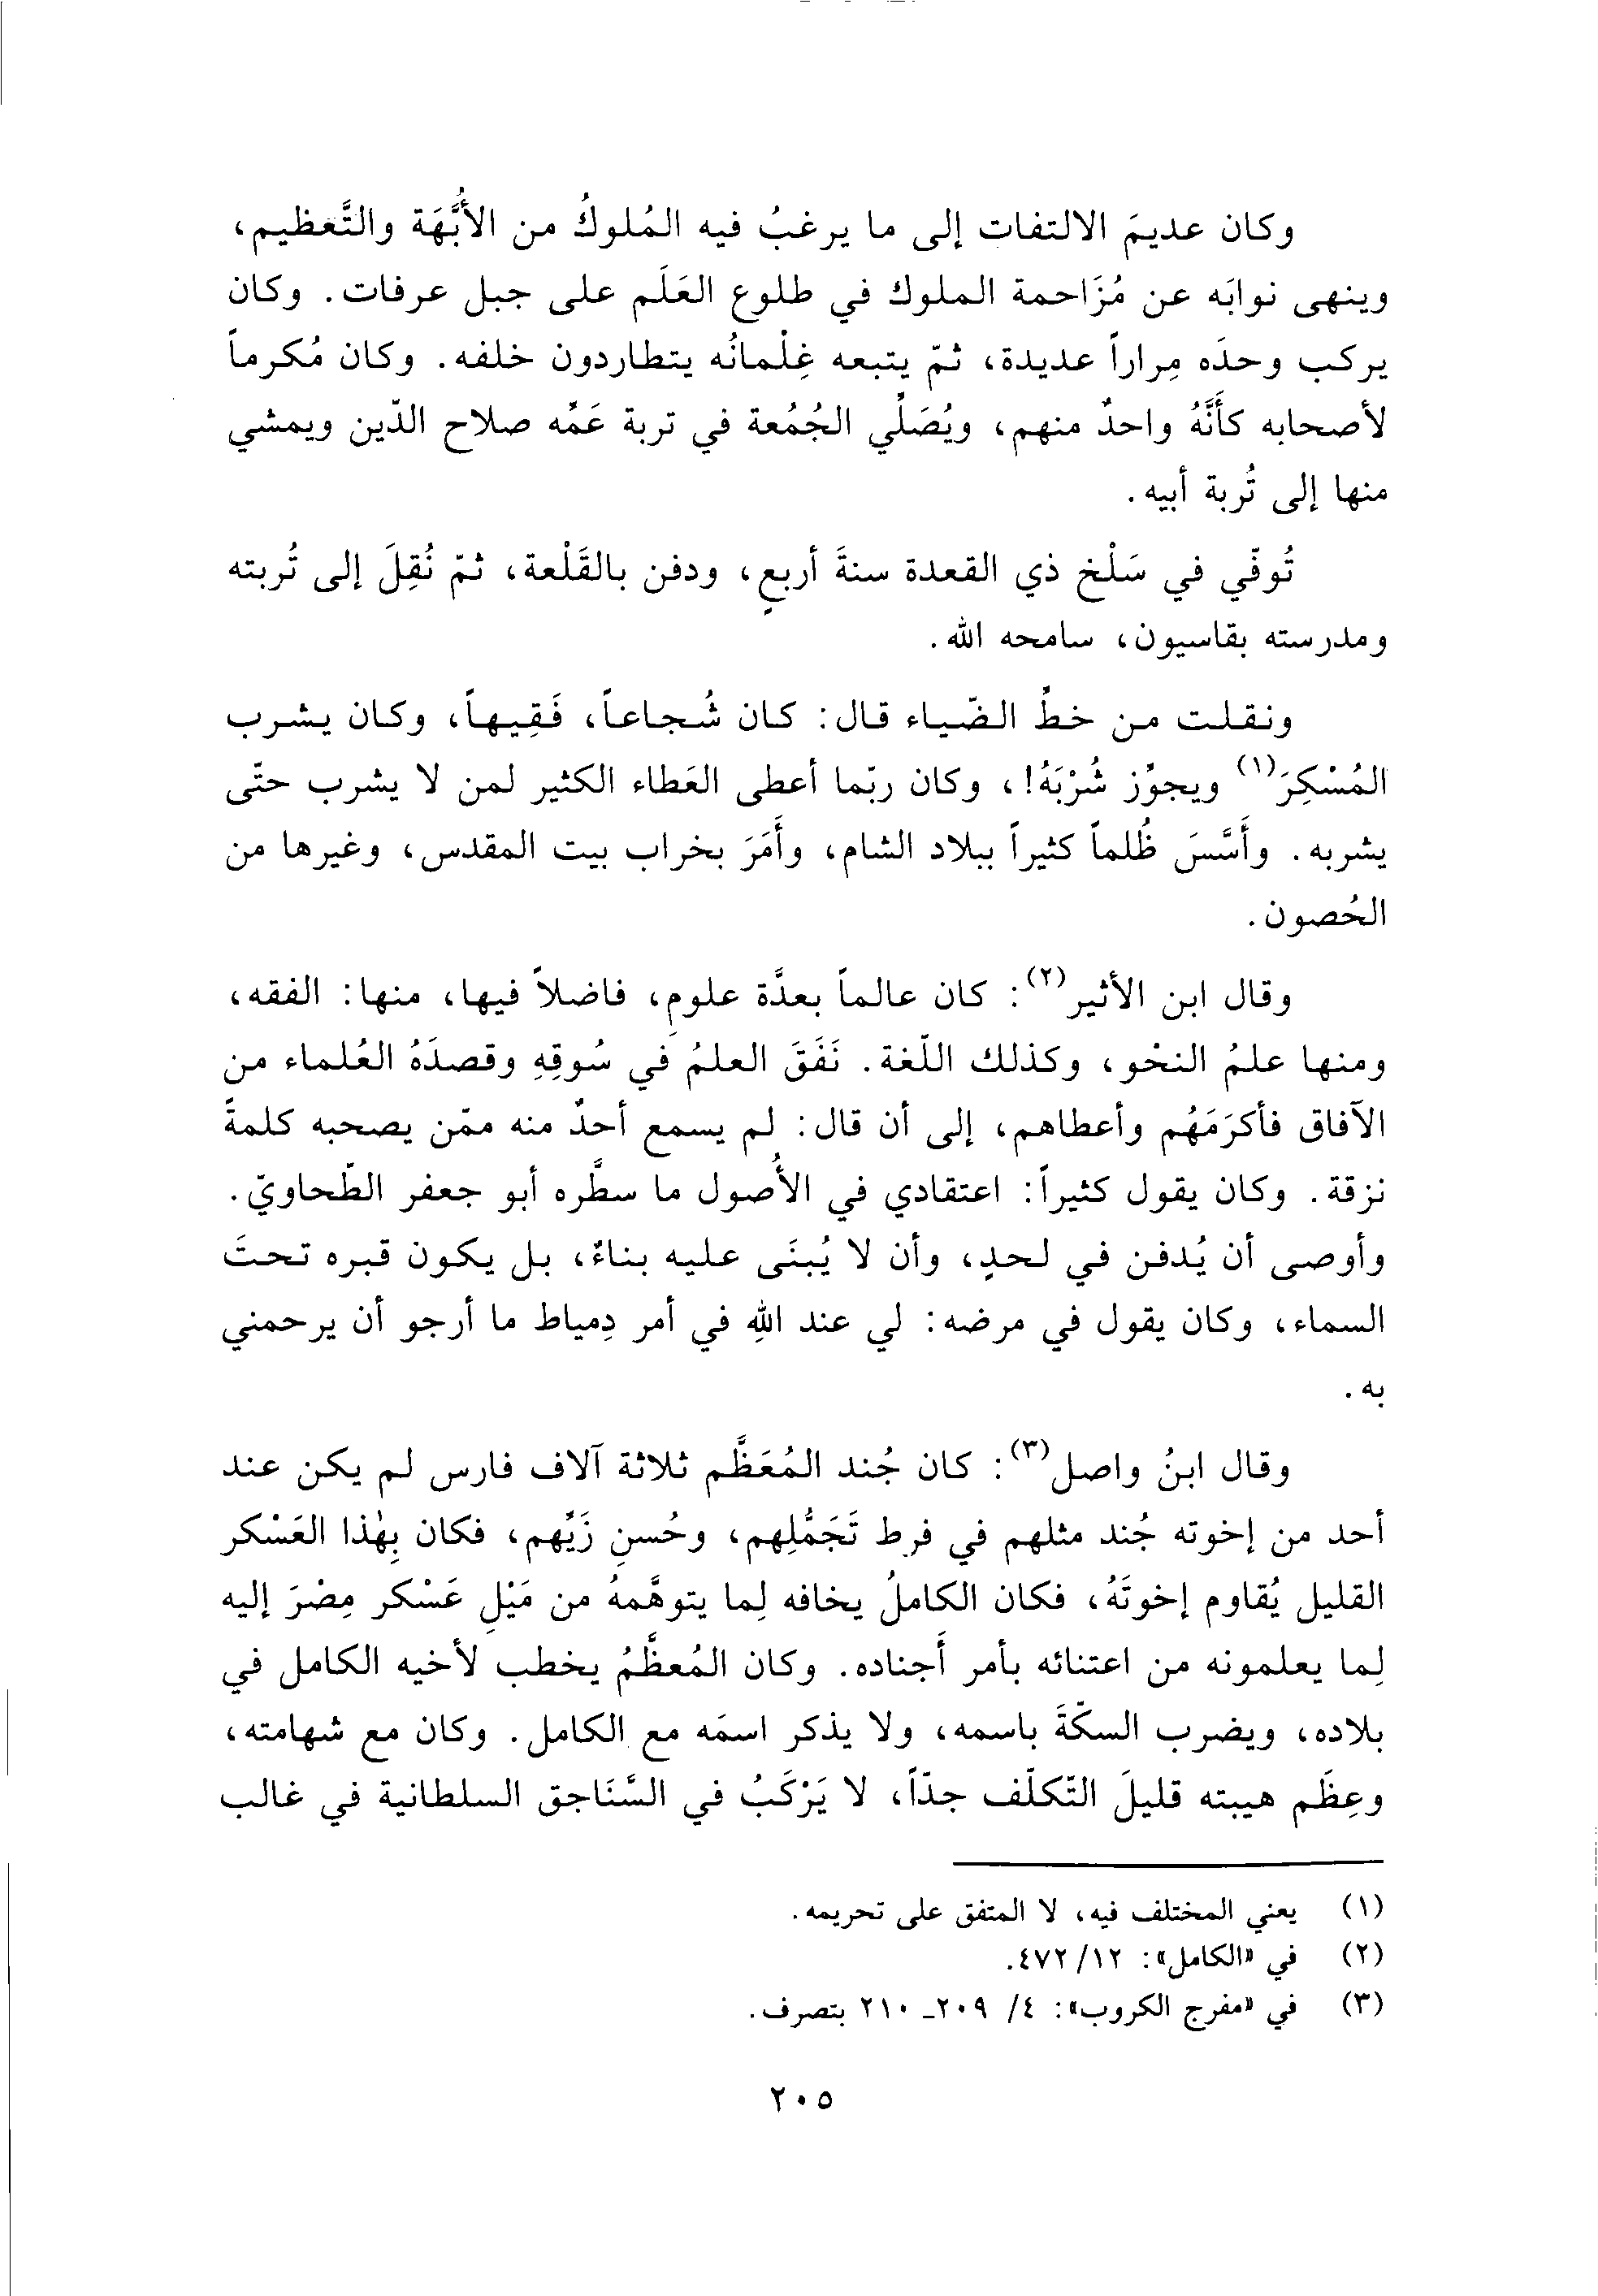 وكان عديمَ الالتفات إلى ما يرغبُ فيه المُلوكُ من الأُبَّهَة والتَّعظيم،
وينهى نوابَه عن مُزَاحمة الملوك في طلوع العَلَم على جبل عرفات. وكان
يركب وحدَه مِراراً عديدة، ثمّ يتبعه غِلْمانُه يتطاردون خلفه. وكان مُكرماً
لأصحابه كأَنَّهُ واحدٌ منهم، ويُصَلِّي الجُمُعة في تربة عَمِّه صلاح الدّين ويمشي
منها إلى تُربة أبيه.
تُوفّي في سَلْخ ذي القعدة سنةَ أربعٍ، ودفن بالقَلْعة، ثمّ نُقِلَ إلى تُربته
ومدرسته بقاسيون، سامحه الله.
ونقلت من خطِّ الضّياء قال: كان شُجاعاً، فَقِيهاً، وكان يشرب
المُسْكِرَ(١) ويجوِّز شُرْبَهُ!، وكان ربّما أعطى العَطاء الكثير لمن لا يشرب حتّى
يشربه. وأَسَّسَ ظُلماً كثيراً ببلاد الشام، وأَمَرَ بخراب بيت المقدس، وغيرها من
الحُصون.
وقال ابن الأثير(٢): كان عالماً بعدَّة علومٍ، فاضلاً فيها، منها: الفقه،
ومنها علمُ النحْو، وكذلك اللّغة. نَفَقَ العلمُ في سُوقِهِ وقصدَهُ العُلماء من
الآفاق فأكرَمَهُم وأعطاهم، إلى أن قال: لم يسمع أحدٌ منه ممّن يصحبه كلمةً
نزقة. وكان يقول كثيراً: اعتقادي في الأُصول ما سطَّره أبو جعفر الطّحاويّ.
وأوصى أن يُدفن في لحدٍ، وأن لا يُبنَى عليه بناءٌ، بل يكون قبره تحتَ
السماء، وكان يقول في مرضه: لي عند اللهِ في أمر دِمياط ما أرجو أن يرحمني
به.
وقال ابنُ واصل(٣): كان جُند المُعَظَّم ثلاثة آلاف فارس لم يكن عند
أحد من إخوته جُند مثلهم في فرط تَجَمُّلِهم، وحُسنِ زَيِّهم، فكان بِهٰذا العَسْكر
القليل يُقاوم إخوتَهُ، فكان الكاملُ يخافه لِما يتوهَّمهُ من مَيْلِ عَسْكر مِصْرَ إليه
لِما يعلمونه من اعتنائه بأمر أَجناده. وكان المُعظَّمُ يخطب لأخيه الكامل في
بلاده، ويضرب السكّةَ باسمه، ولا يذكر اسمَه مع الكامل. وكان مع شهامته،
وعِظَم هيبته قليلَ التّكلّف جدّاً، لا يَرْكَبُ في السَّنَاجق السلطانية في غالب
(١) يعني المختلف فيه، لا المتفق على تحريمه.
(٢) في «الكامل»: ١٢/ ٤٧٢.
(٣) في «مفرج الكروب»: ٤/ ٢٠٩ـ ٢١٠ بتصرف.
٢٠٥